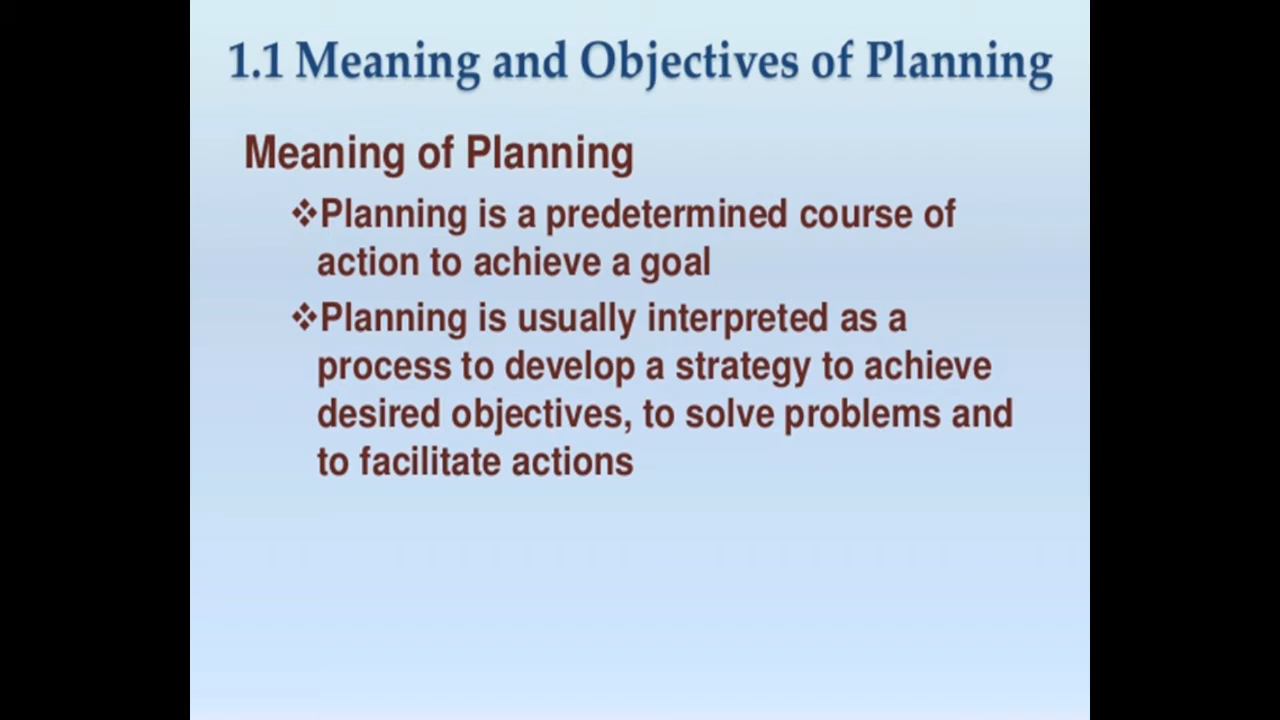 1.1 Meaning and Objectives of Planning
Meaning of Planning
❖Planning is a predetermined course of
action to achieve a goal
❖Planning is usually interpreted as a
process to develop a strategy to achieve
desired objectives, to solve problems and
to facilitate actions